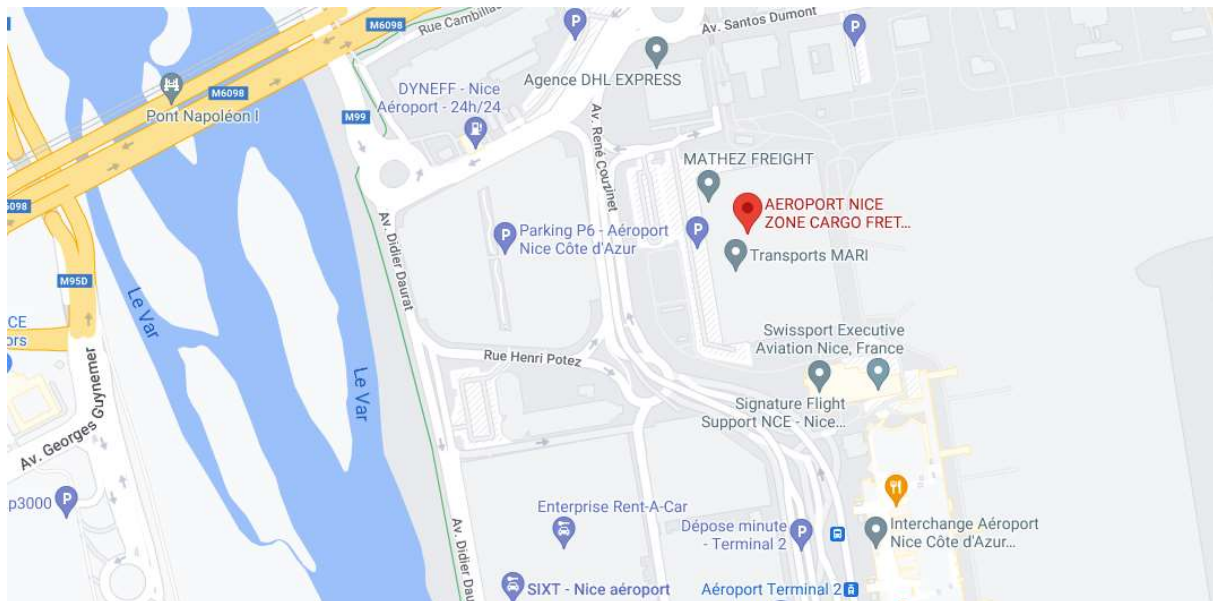 M6098
Rue Cambillau
P
Av. Santos Dumont
P
Agence DHL EXPRESS
M6098
Pont Napoléon I
DYNEFF - Nice
Aéroport - 24h/24
M99
Av. René Couzinet
MATHEZ FREIGHT
AEROPORT NICE
ZONE CARGO FRET...
6098
P
Parking P6 - Aéroport
Nice Côte d'Azur
P
Transports MARI
Av. Didier Daurat
M95D
Le Var
CE
ors
Swissport Executive
Aviation Nice, France
Rue Henri Potez
Le Var
Signature Flight
Support NCE - Nice...
Av. Georges Guynemer
p3000
P
Enterprise Rent-A-Car
Dépose minute
- Terminal 2
P
Interchange Aéroport
Nice Côte d'Azur...
Av. Didier Dau
SIXT - Nice aéroport
Aéroport Terminal 2